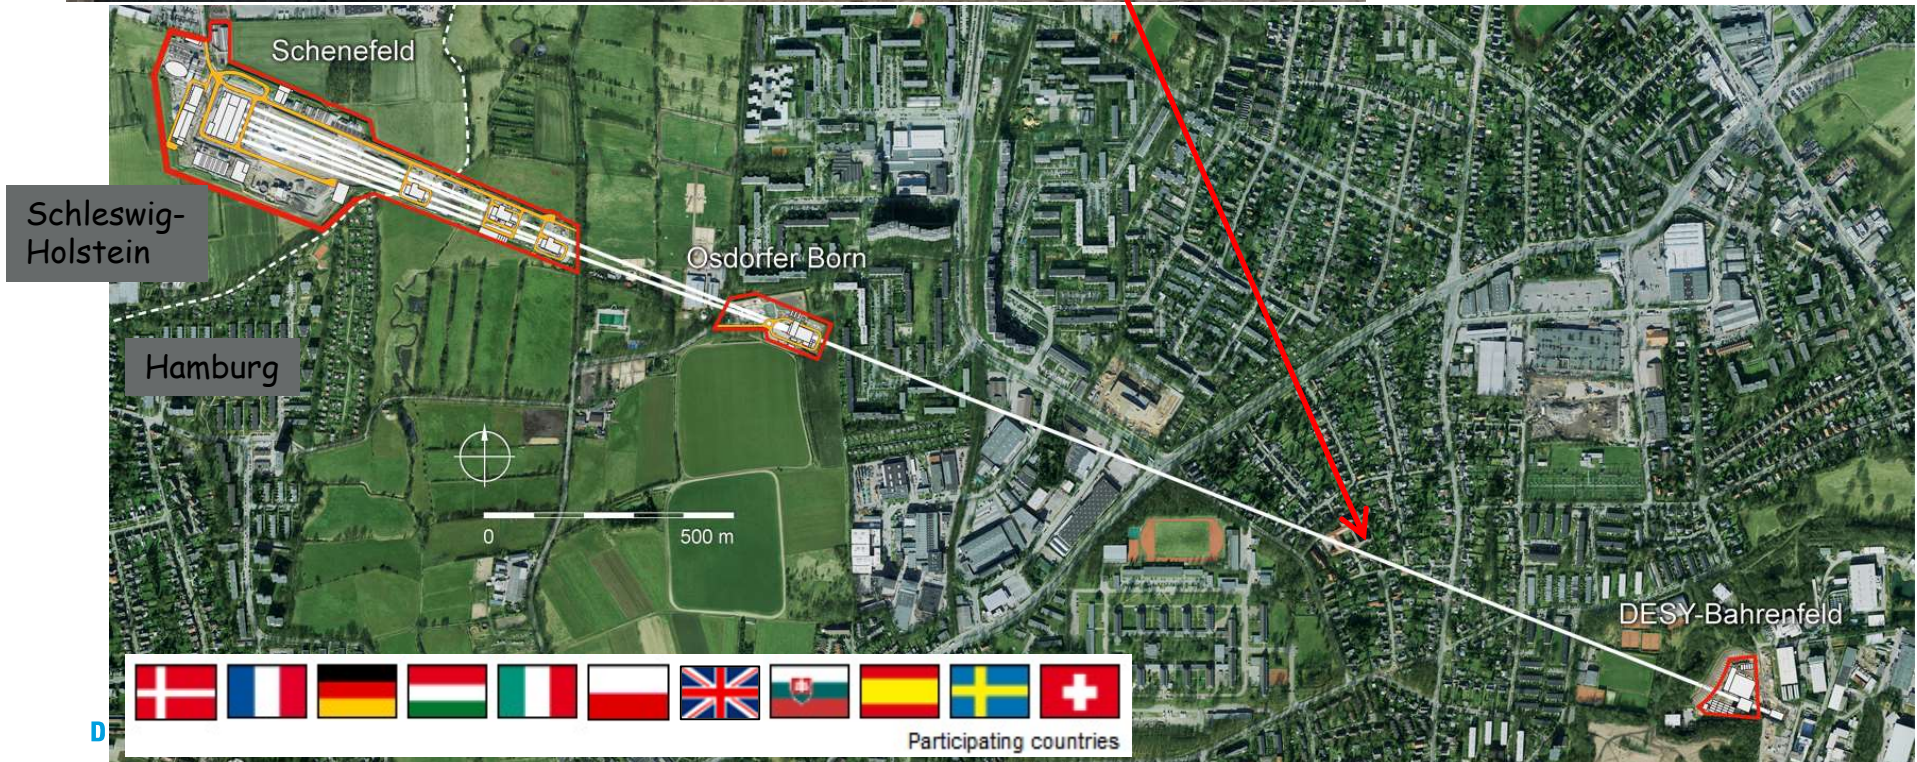 Schenefeld
Schleswig-
Holstein
Osdorfer Born
Hamburg
0
500 m
DESY-Bahrenfeld
D
Participating countries